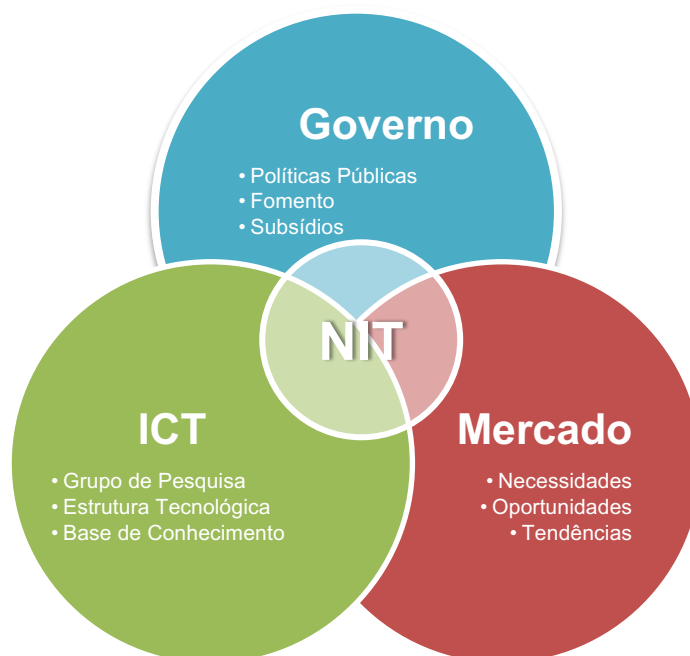 Governo
• Políticas Públicas
• Fomento
• Subsídios
NIT
ICT
• Grupo de Pesquisa
• Estrutura Tecnológica
• Base de Conhecimento
Mercado
• Necessidades
• Oportunidades
• Tendências